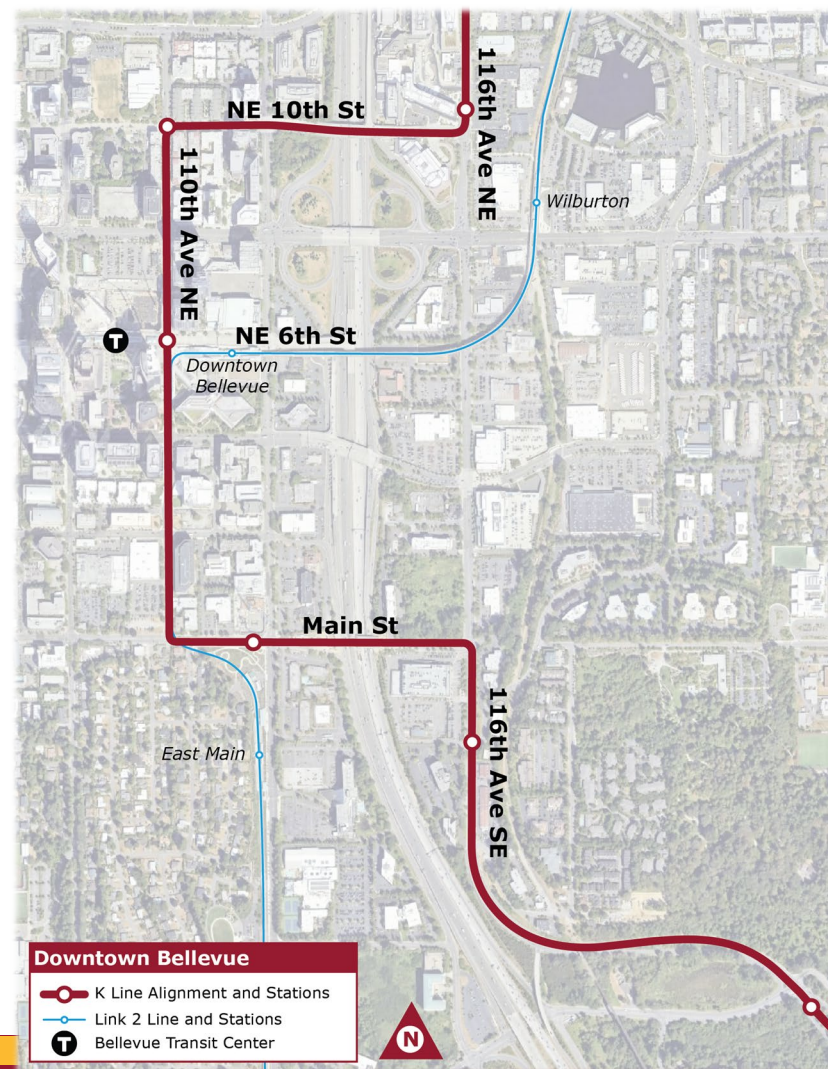 116th Ave NE
NE 10th St
110th Ave NE
Wilburton
T
NE 6th St
Downtown
Bellevue
Main St
116th Ave SE
East Main
Downtown Bellevue
K Line Alignment and Stations
Link 2 Line and Stations
T
Bellevue Transit Center
N